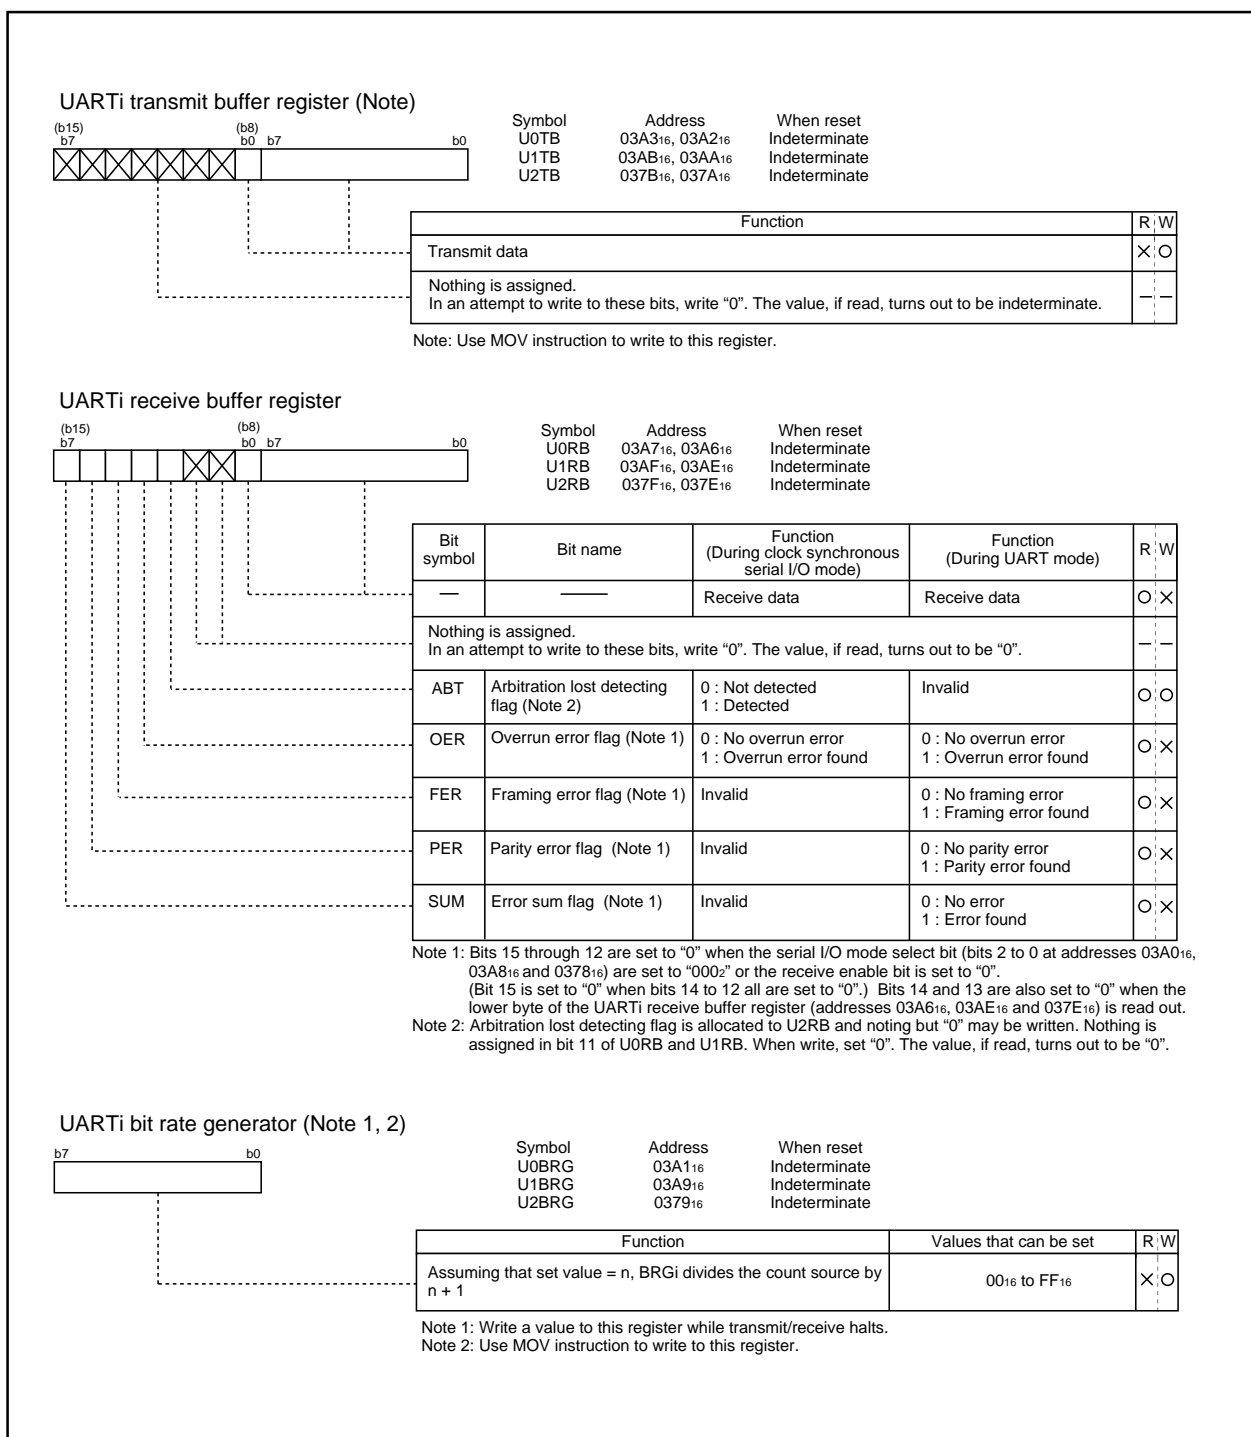 UARTi transmit buffer register (Note)
(b15) (b8)
b7 b0 b7 b0
Symbol Address When reset
U0TB 03A3₁₆, 03A2₁₆ Indeterminate
U1TB 03AB₁₆, 03AA₁₆ Indeterminate
U2TB 037B₁₆, 037A₁₆ Indeterminate
Function R W
Transmit data
Nothing is assigned.
In an attempt to write to these bits, write “0”. The value, if read, turns out to be indeterminate.
Note: Use MOV instruction to write to this register.
UARTi receive buffer register
(b15) (b8)
b7 b0 b7 b0
Symbol Address When reset
U0RB 03A7₁₆, 03A6₁₆ Indeterminate
U1RB 03AF₁₆, 03AE₁₆ Indeterminate
U2RB 037F₁₆, 037E₁₆ Indeterminate
Bit symbol Bit name Function (During clock synchronous serial I/O mode) Function (During UART mode) R W
Receive data Receive data
Nothing is assigned.
In an attempt to write to these bits, write “0”. The value, if read, turns out to be “0”.
ABT Arbitration lost detecting 0 : Not detected Invalid
flag (Note 2) 1 : Detected
OER Overrun error flag (Note 1) 0 : No overrun error 0 : No overrun error
1 : Overrun error found 1 : Overrun error found
FER Framing error flag (Note 1) Invalid 0 : No framing error
1 : Framing error found
PER Parity error flag (Note 1) Invalid 0 : No parity error
1 : Parity error found
SUM Error sum flag (Note 1) Invalid 0 : No error
1 : Error found
Note 1: Bits 15 through 12 are set to “0” when the serial I/O mode select bit (bits 2 to 0 at addresses 03A0₁₆,
03A8₁₆ and 0378₁₆) are set to “000₂” or the receive enable bit is set to “0”.
(Bit 15 is set to “0” when bits 14 to 12 all are set to “0”.) Bits 14 and 13 are also set to “0” when the
lower byte of the UARTi receive buffer register (addresses 03A6₁₆, 03AE₁₆ and 037E₁₆) is read out.
Note 2: Arbitration lost detecting flag is allocated to U2RB and noting but “0” may be written. Nothing is
assigned in bit 11 of U0RB and U1RB. When write, set “0”. The value, if read, turns out to be “0”.
UARTi bit rate generator (Note 1, 2)
b7 b0
Symbol Address When reset
U0BRG 03A1₁₆ Indeterminate
U1BRG 03A9₁₆ Indeterminate
U2BRG 0379₁₆ Indeterminate
Function Values that can be set R W
Assuming that set value = n, BRGi divides the count source by 00₁₆ to FF₁₆
n + 1
Note 1: Write a value to this register while transmit/receive halts.
Note 2: Use MOV instruction to write to this register.